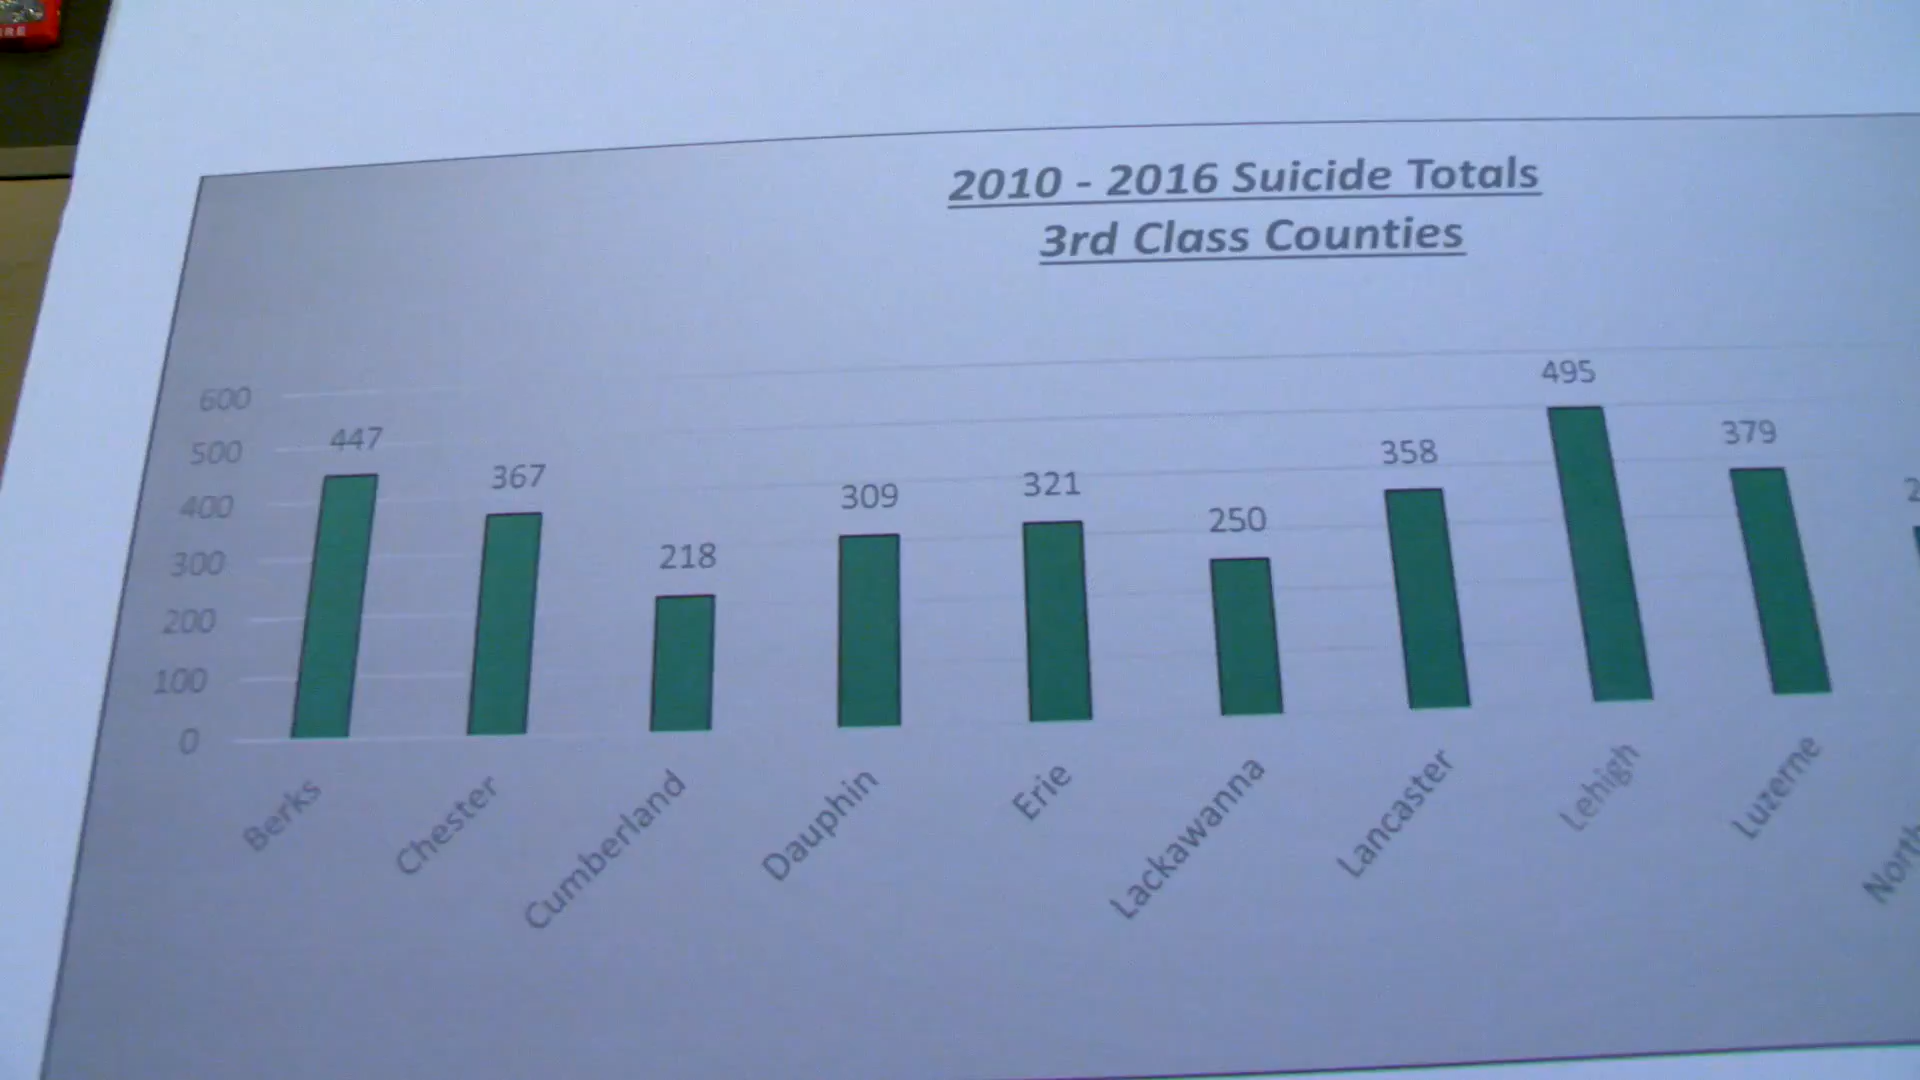 2010 - 2016 Suicide Totals
3rd Class Counties
600
500
400
300
200
100
0
447
367
218
309
321
250
358
495
379
Berks
Chester
Cumberland
Dauphin
Erie
Lackawanna
Lancaster
Lehigh
Luzerne